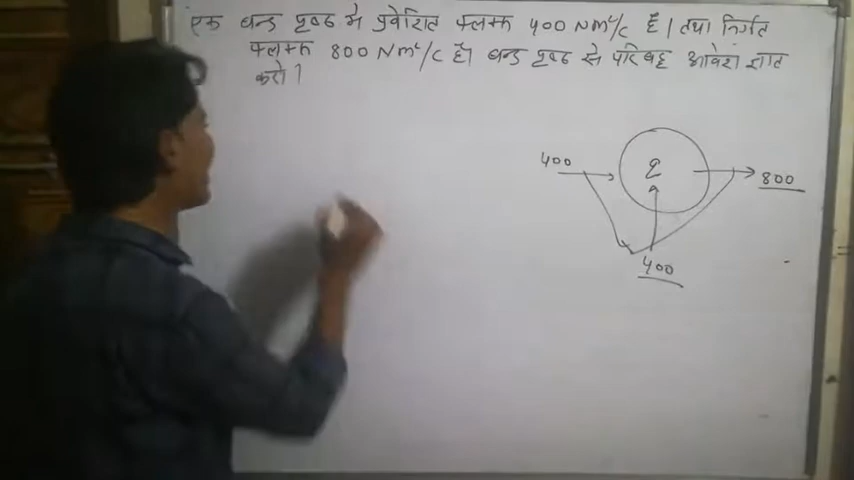 एक बन्द पृष्ठ मे प्रवेशित फ्लक्स 400 Nm²/c है। तथा निर्गत
फ्लक्स 800 Nm²/c है। बन्द पृष्ठ से परिबद्ध आवेश ज्ञात
करो ?
400
q
800
400